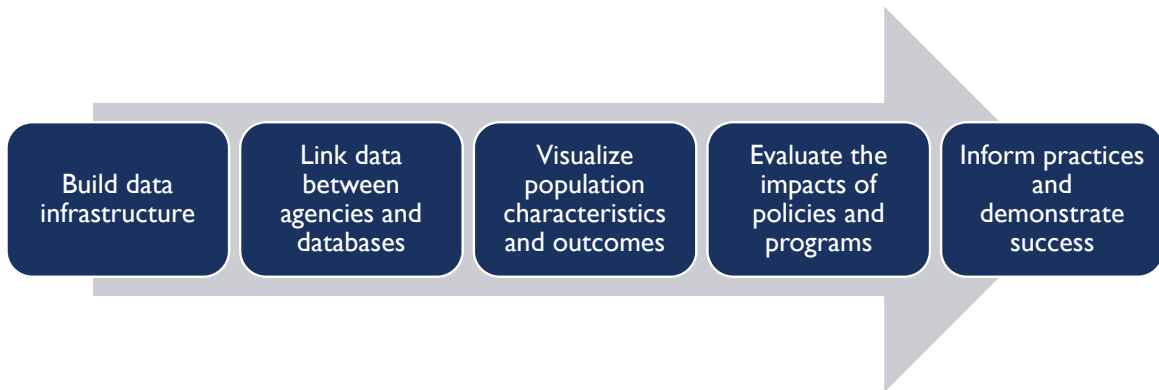 Build data
infrastructure
Link data
between
agencies and
databases
Visualize
population
characteristics
and outcomes
Evaluate the
impacts of
policies and
programs
Inform practices
and
demonstrate
success